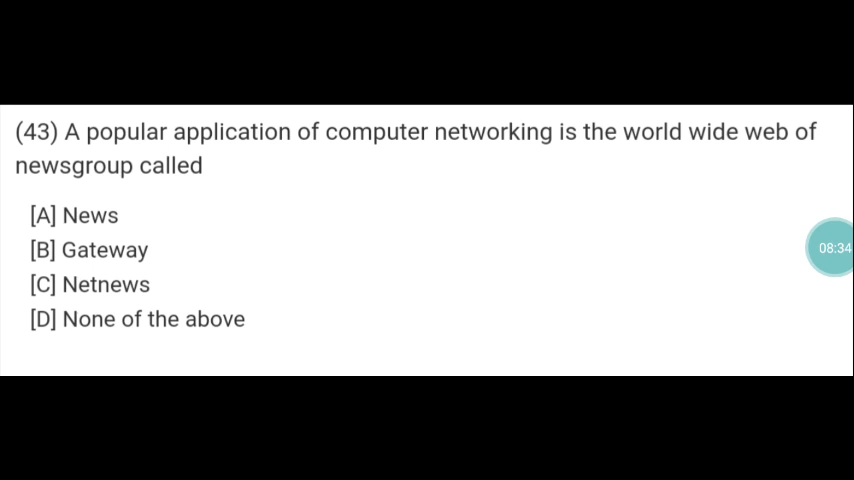 (43) A popular application of computer networking is the world wide web of
newsgroup called
[A] News
[B] Gateway
[C] Netnews
[D] None of the above
08:34